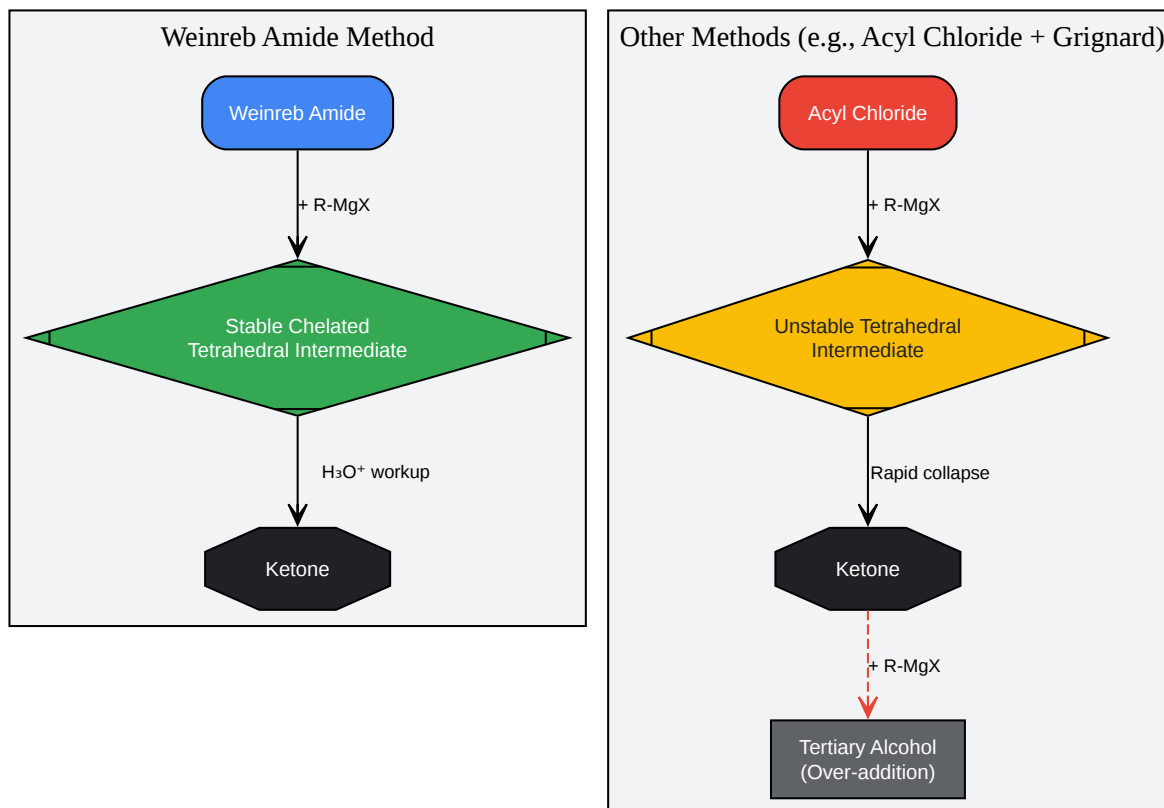 Weinreb Amide Method
Weinreb Amide
+ R-MgX
Stable Chelated
Tetrahedral Intermediate
H₃O⁺ workup
Ketone
Other Methods (e.g., Acyl Chloride + Grignard)
Acyl Chloride
+ R-MgX
Unstable Tetrahedral
Intermediate
Rapid collapse
Ketone
+ R-MgX
Tertiary Alcohol
(Over-addition)